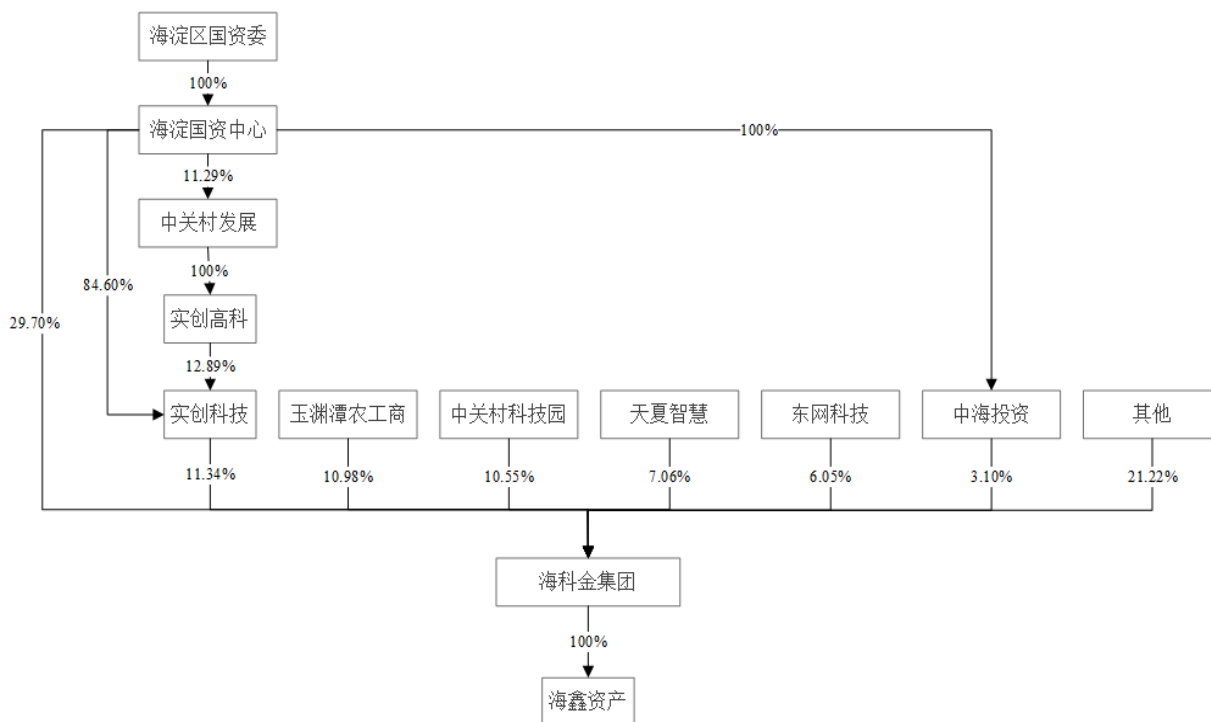 海淀区国资委
100%
海淀国资中心
100%
11.29%
中关村发展
100%
84.60%
29.70%
实创高科
12.89%
实创科技
玉渊潭农工商
中关村科技园
天夏智慧
东网科技
中海投资
其他
11.34%
10.98%
10.55%
7.06%
6.05%
3.10%
21.22%
海科金集团
100%
海鑫资产